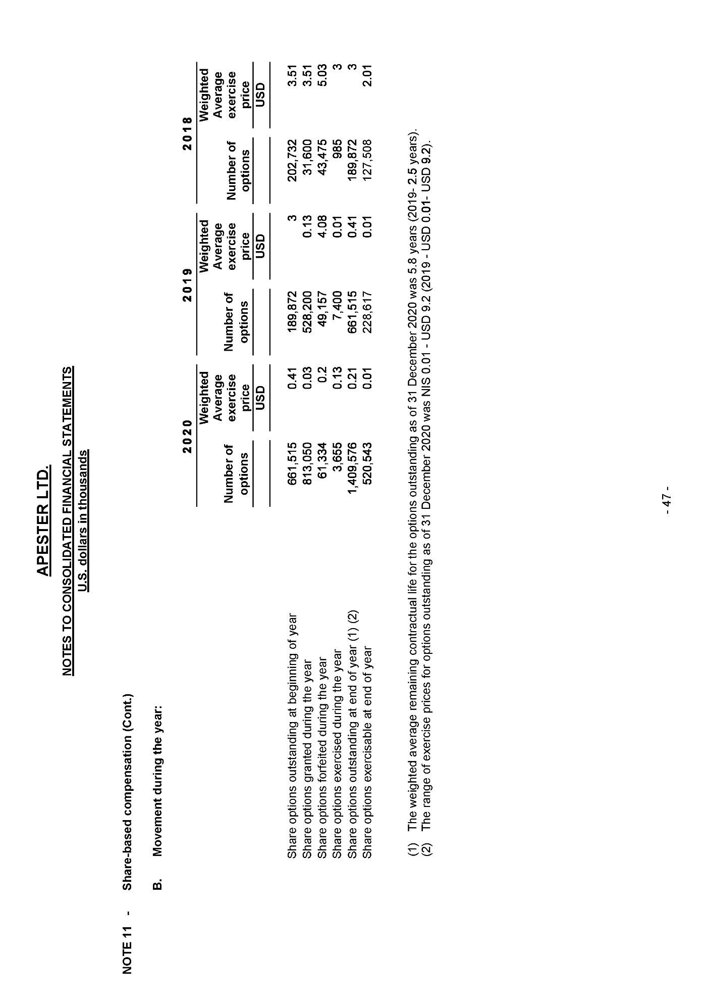 APESTER LTD.
NOTES TO CONSOLIDATED FINANCIAL STATEMENTS
U.S. dollars in thousands
NOTE 11 - Share-based compensation (Cont.)
B. Movement during the year:
2020 2019 2018
Number of options Weighted Average exercise price Number of options Weighted Average exercise price Number of options Weighted Average exercise price
USD USD USD
Share options outstanding at beginning of year 661,515 0.41 189,872 3 202,732 3.51
Share options granted during the year 813,050 0.03 528,200 0.13 31,600 3.51
Share options forfeited during the year 61,334 0.2 49,157 4.08 43,475 5.03
Share options exercised during the year 3,655 0.13 7,400 0.01 985 3
Share options outstanding at end of year (1) (2) 1,409,576 0.21 661,515 0.41 189,872 3
Share options exercisable at end of year 520,543 0.01 228,617 0.01 127,508 2.01
(1) The weighted average remaining contractual life for the options outstanding as of 31 December 2020 was 5.8 years (2019- 2.5 years).
(2) The range of exercise prices for options outstanding as of 31 December 2020 was NIS 0.01 - USD 9.2 (2019 - USD 0.01- USD 9.2).
- 47 -